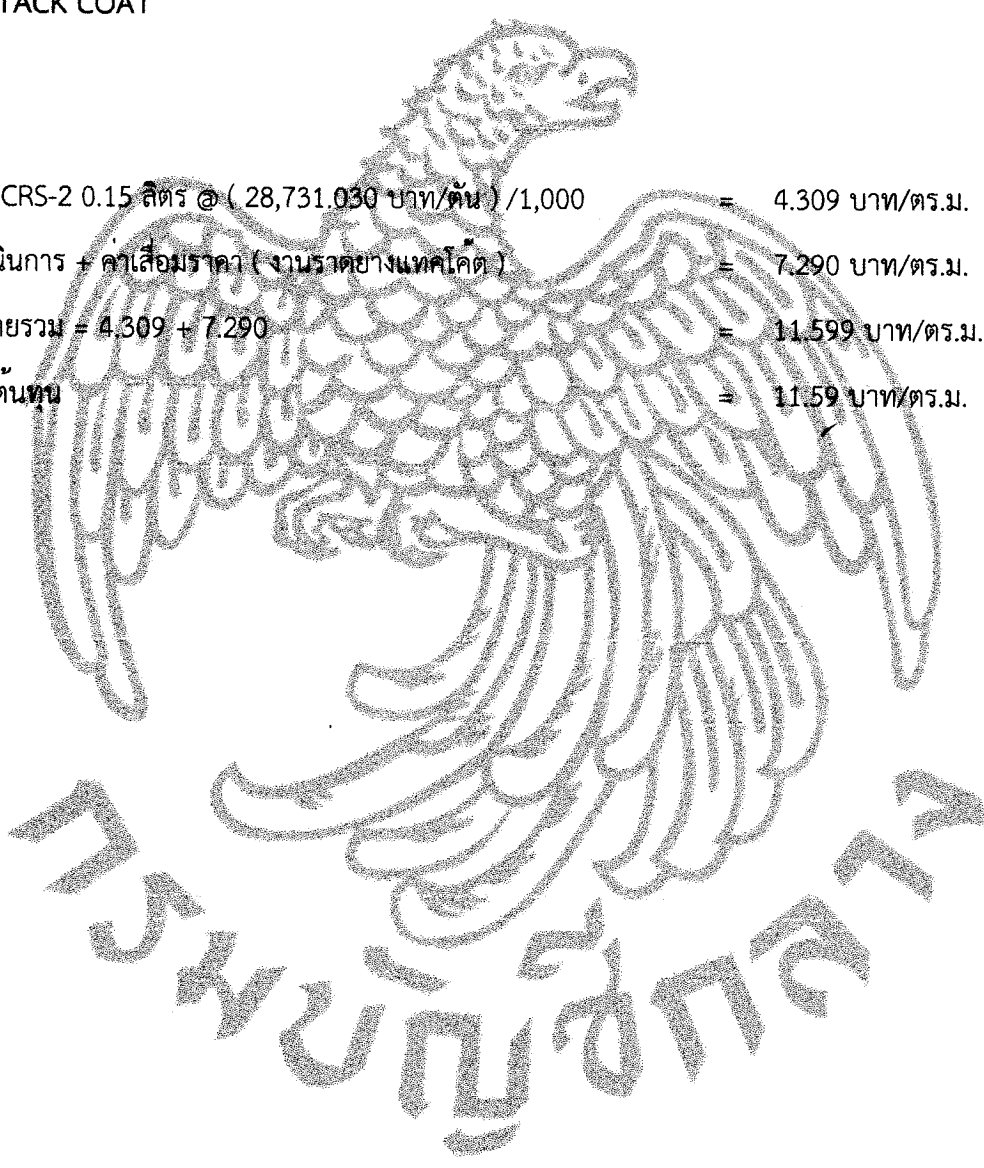 TACK COAT
CRS-2 0.15 ลิตร @ ( 28,731.030 บาท/ตัน ) /1,000 = 4.309 บาท/ตร.ม.
นินการ + ค่าเสื่อมราคา ( งานราดยางแทคโค้ต ) = 7.290 บาท/ตร.ม.
ายรวม = 4.309 + 7.290 = 11.599 บาท/ตร.ม.
ต้นทุน = 11.59 บาท/ตร.ม.
กรมบัญชีกลาง